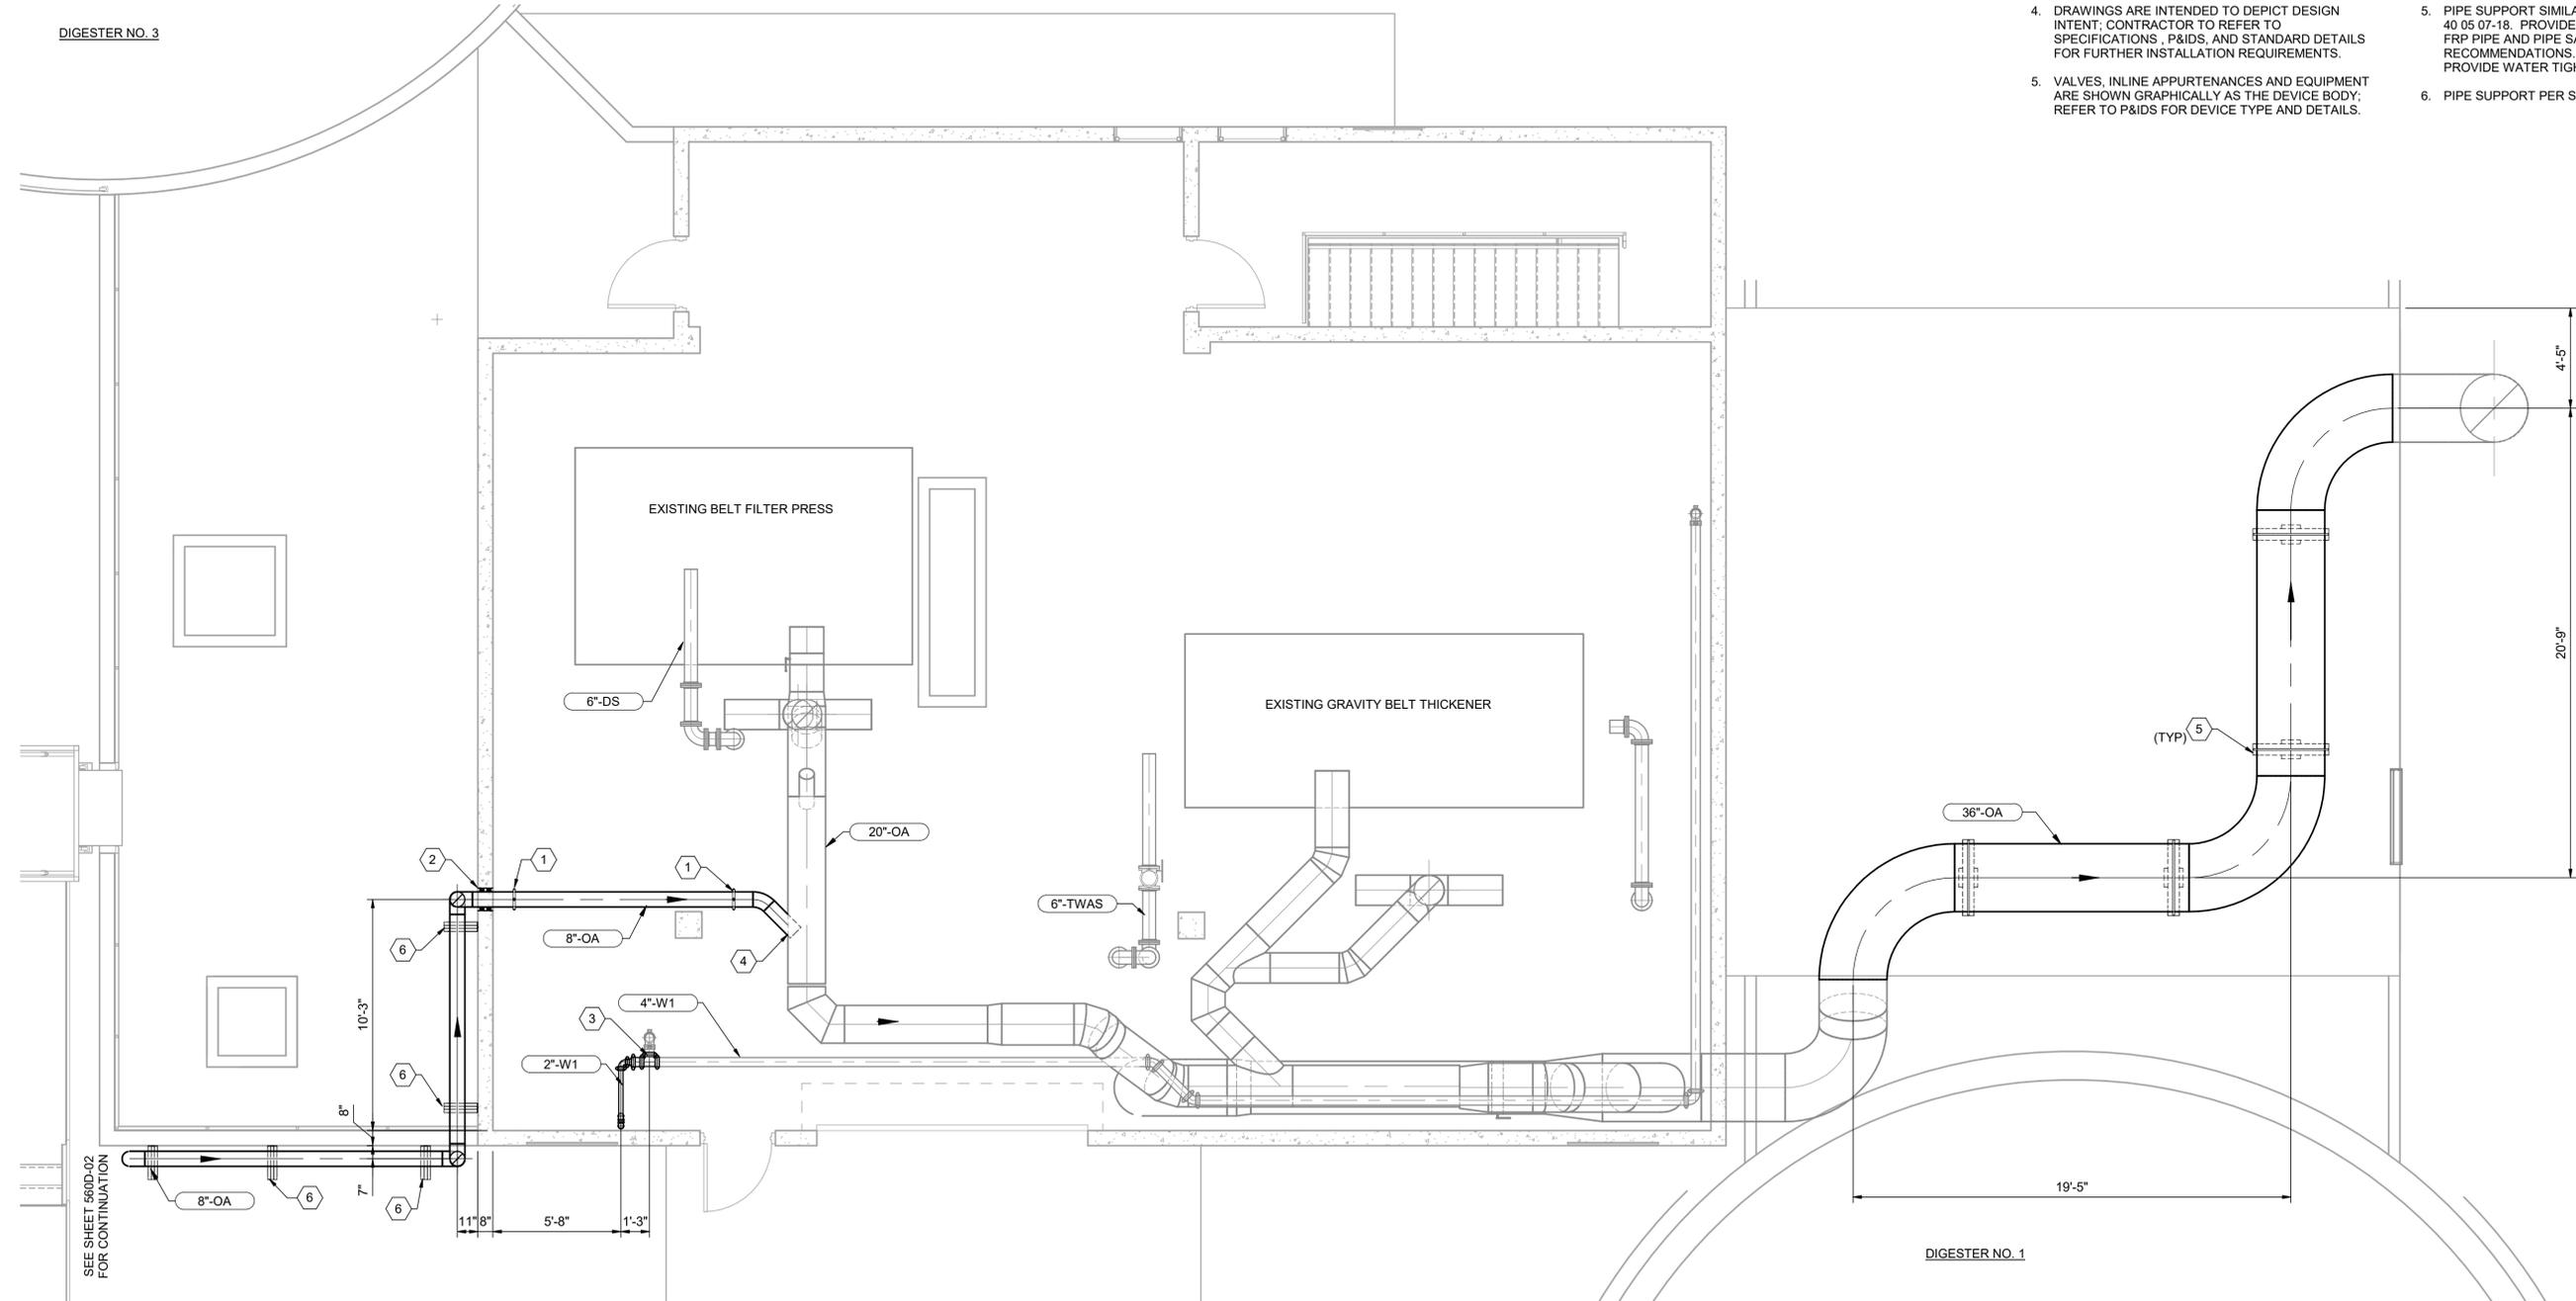 DIGESTER NO. 3
4. DRAWINGS ARE INTENDED TO DEPICT DESIGN
INTENT; CONTRACTOR TO REFER TO
SPECIFICATIONS , P&IDS, AND STANDARD DETAILS
FOR FURTHER INSTALLATION REQUIREMENTS.
5. VALVES, INLINE APPURTENANCES AND EQUIPMENT
ARE SHOWN GRAPHICALLY AS THE DEVICE BODY;
REFER TO P&IDS FOR DEVICE TYPE AND DETAILS.
5. PIPE SUPPORT SIMILA
40 05 07-18. PROVIDE
FRP PIPE AND PIPE SA
RECOMMENDATIONS.
PROVIDE WATER TIGH
6. PIPE SUPPORT PER S
4'-5"
EXISTING BELT FILTER PRESS
20'-9"
6"-DS
EXISTING GRAVITY BELT THICKENER
(TYP) 5
36"-OA
20"-OA
2
1
1
6"-TWAS
8"-OA
6
4
10'-3"
4"-W1
3
2"-W1
6
8"
7"
SEE SHEET 560D-02
FOR CONTINUATION
8"-OA
6
6
11"
8"
5'-8"
1'-3"
19'-5"
DIGESTER NO. 1